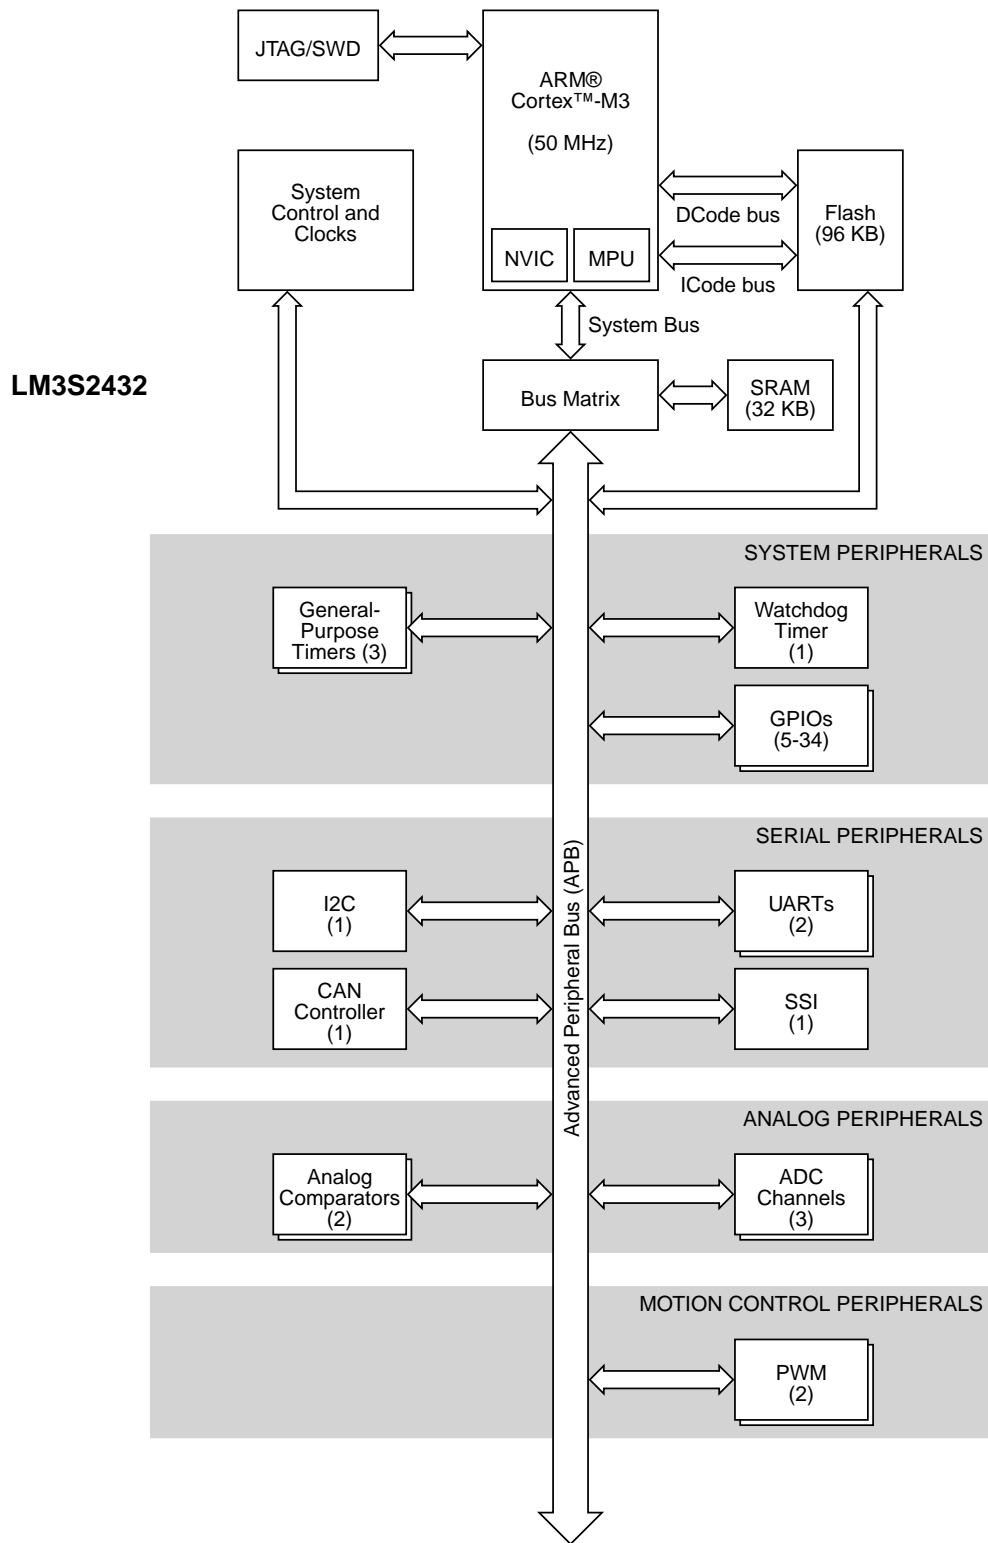 JTAG/SWD
ARM®
Cortex™-M3
(50 MHz)
System
Control and
Clocks
DCode bus
Flash
(96 KB)
NVIC
MPU
ICode bus
System Bus
LM3S2432
Bus Matrix
SRAM
(32 KB)
SYSTEM PERIPHERALS
General-
Purpose
Timers (3)
Watchdog
Timer
(1)
GPIOs
(5-34)
Advanced Peripheral Bus (APB)
SERIAL PERIPHERALS
I2C
(1)
UARTs
(2)
CAN
Controller
(1)
SSI
(1)
ANALOG PERIPHERALS
Analog
Comparators
(2)
ADC
Channels
(3)
MOTION CONTROL PERIPHERALS
PWM
(2)